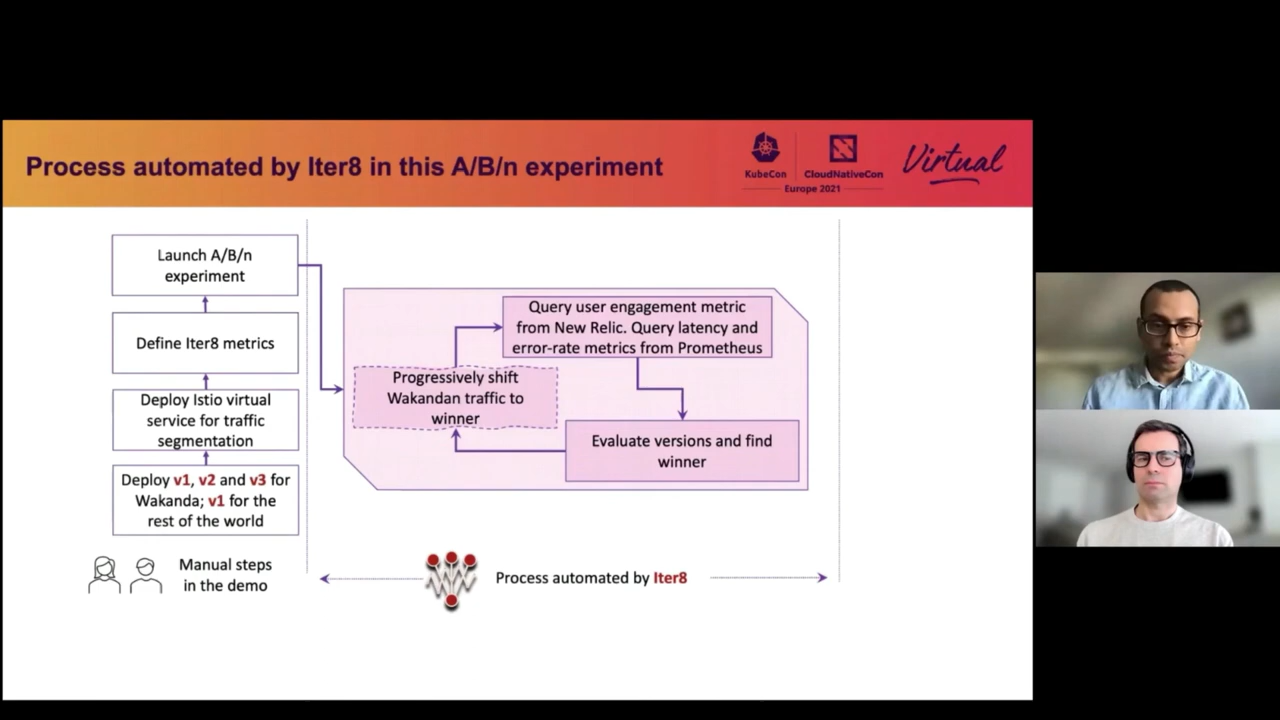 Process automated by Iter8 in this A/B/n experiment
KubeCon
CloudNativeCon
Europe 2021
Virtual
Launch A/B/n
experiment
Define Iter8 metrics
Deploy Istio virtual
service for traffic
segmentation
Deploy v1, v2 and v3 for
Wakanda; v1 for the
rest of the world
Manual steps
in the demo
Query user engagement metric
from New Relic. Query latency and
error-rate metrics from Prometheus
Progressively shift
Wakandan traffic to
winner
Evaluate versions and find
winner
Process automated by Iter8